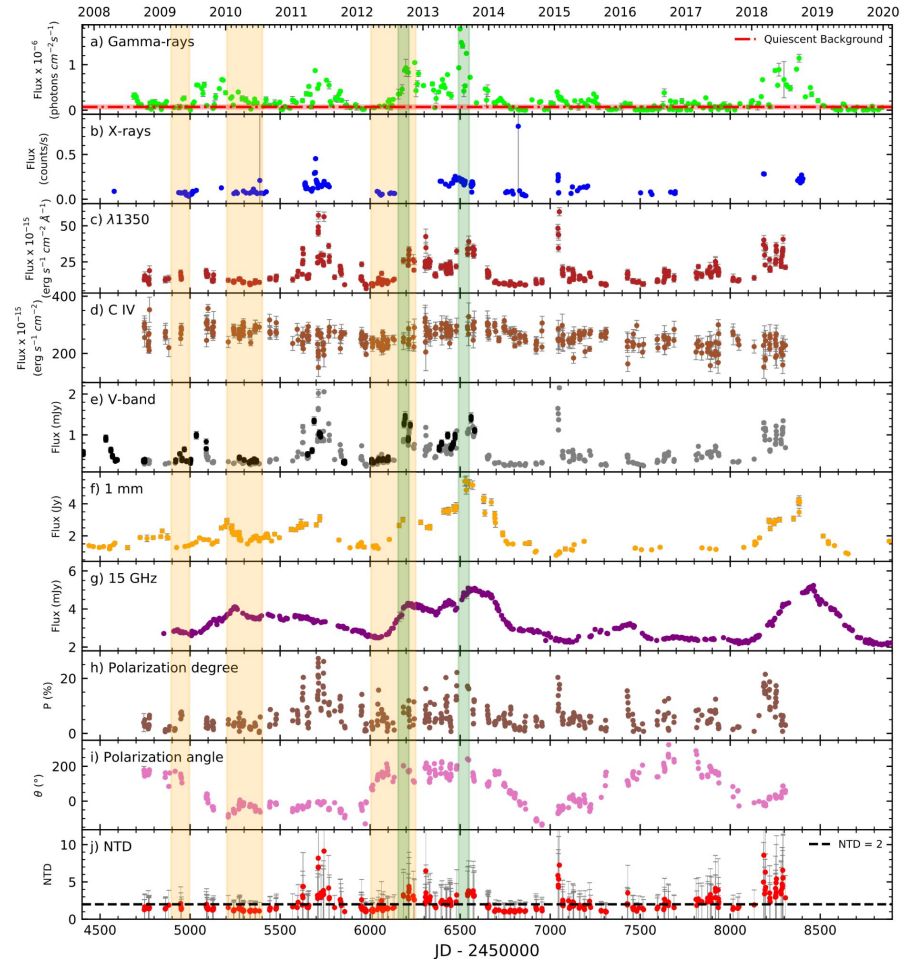 2008 2009 2010 2011 2012 2013 2014 2015 2016 2017 2018 2019 2020
a) Gamma-rays
Quiescent Background
Flux x 10⁻⁶
(photons cm⁻²s⁻¹)
1
0
b) X-rays
Flux
(counts/s)
0.5
0.0
c) λ1350
Flux x 10⁻¹⁵
(erg s⁻¹ cm⁻² Å⁻¹)
50
25
d) C IV
Flux x 10⁻¹⁵
(erg s⁻¹ cm⁻²)
400
200
e) V-band
Flux (mJy)
2
1
0
f) 1 mm
Flux (Jy)
4
2
g) 15 GHz
Flux (mJy)
6
4
2
h) Polarization degree
P (%)
20
0
i) Polarization angle
θ (°)
200
0
j) NTD
NTD = 2
NTD
10
5
0
4500 5000 5500 6000 6500 7000 7500 8000 8500
JD - 2450000